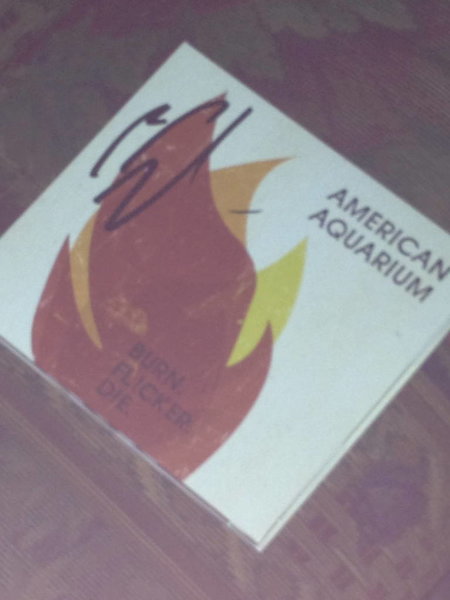 AMERICAN
AQUARIUM
BURN.
FLICKER.
DIE.